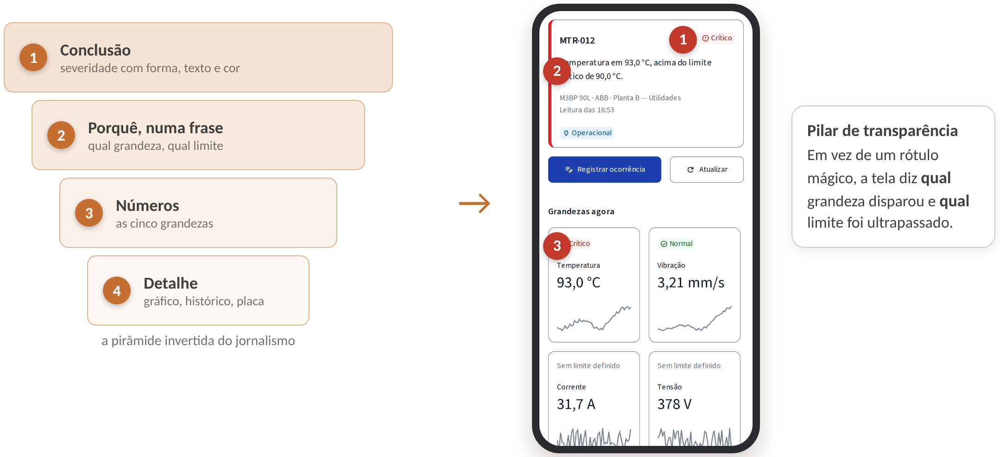 1
Conclusão
severidade com forma, texto e cor
2
Porquê, numa frase
qual grandeza, qual limite
3
Números
as cinco grandezas
4
Detalhe
gráfico, histórico, placa
a pirâmide invertida do jornalismo
→
MTR-012
1
Crítico
2
emperatura em 93,0 °C, acima do limite
tico de 90,0 °C.
M3BP 90L · ABB · Planta B — Utilidades
Leitura das 16:53
Operacional
Registrar ocorrência
Atualizar
Grandezas agora
3
Crítico
Temperatura
93,0 °C
Normal
Vibração
3,21 mm/s
Sem limite definido
Corrente
31,7 A
Sem limite definido
Tensão
378 V
Pilar de transparência
Em vez de um rótulo
mágico, a tela diz qual
grandeza disparou e qual
limite foi ultrapassado.